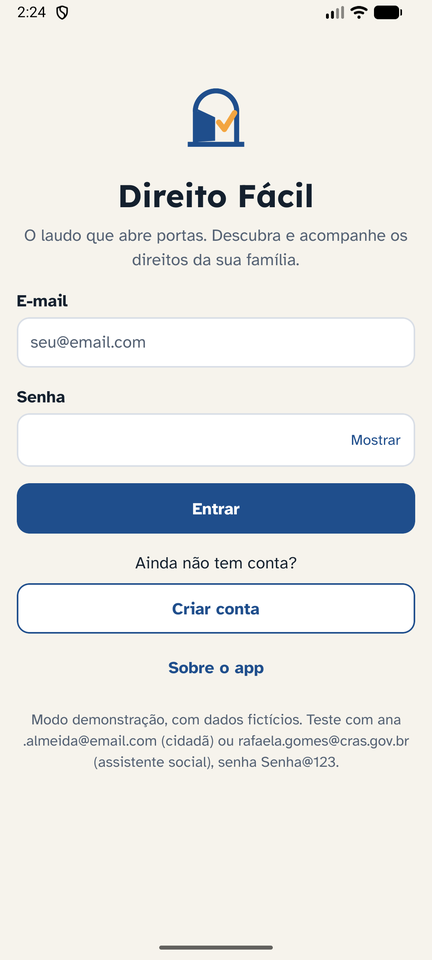 2:24
Direito Fácil
O laudo que abre portas. Descubra e acompanhe os
direitos da sua família.
E-mail
seu@email.com
Senha
Mostrar
Entrar
Ainda não tem conta?
Criar conta
Sobre o app
Modo demonstração, com dados fictícios. Teste com ana
.almeida@email.com (cidadã) ou rafaela.gomes@cras.gov.br
(assistente social), senha Senha@123.